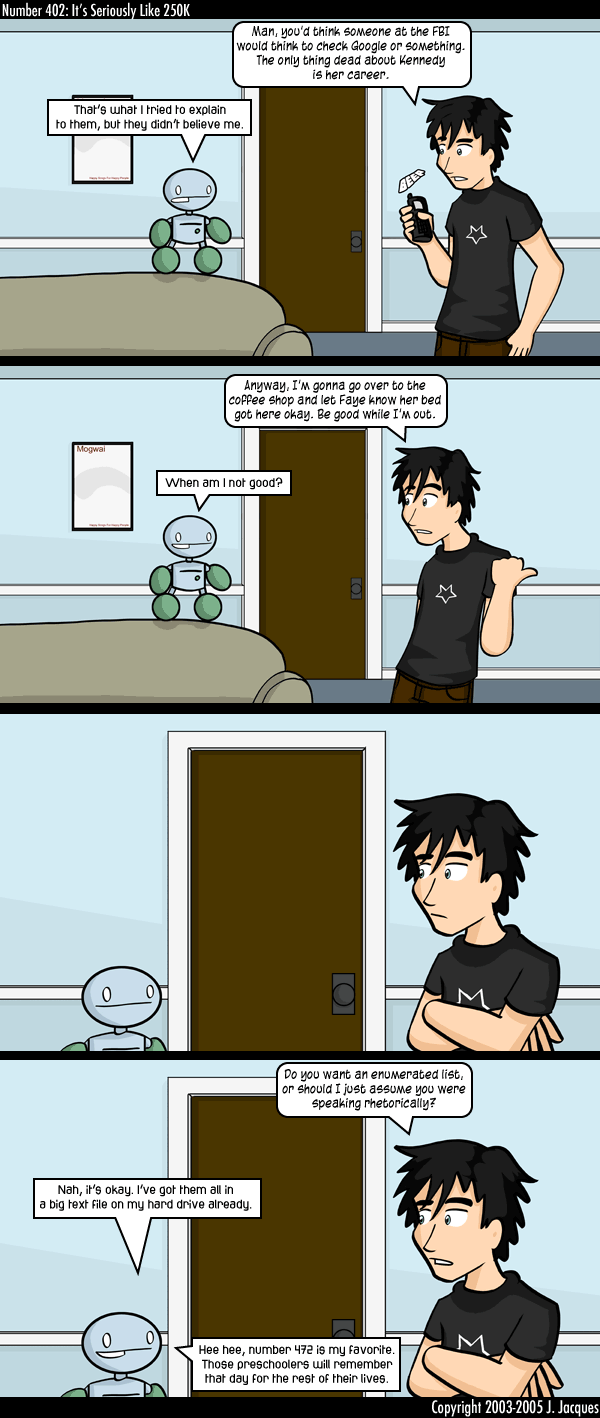 Number 402: It's Seriously Like 250K
Man, you'd think someone at the FBI
would think to check Google or something.
The only thing dead about Kennedy
is her career.
That's what I tried to explain
to them, but they didn't believe me.
BEEP
Anyway, I'm gonna go over to the
coffee shop and let Faye know her bed
got here okay. Be good while I'm out.
Mogwai
When am I not good?
Do you want an enumerated list,
or should I just assume you were
speaking rhetorically?
Nah, it's okay. I've got them all in
a big text file on my hard drive already.
Hee hee, number 472 is my favorite.
Those preschoolers will remember
that day for the rest of their lives.
Copyright 2003-2005 J. Jacques